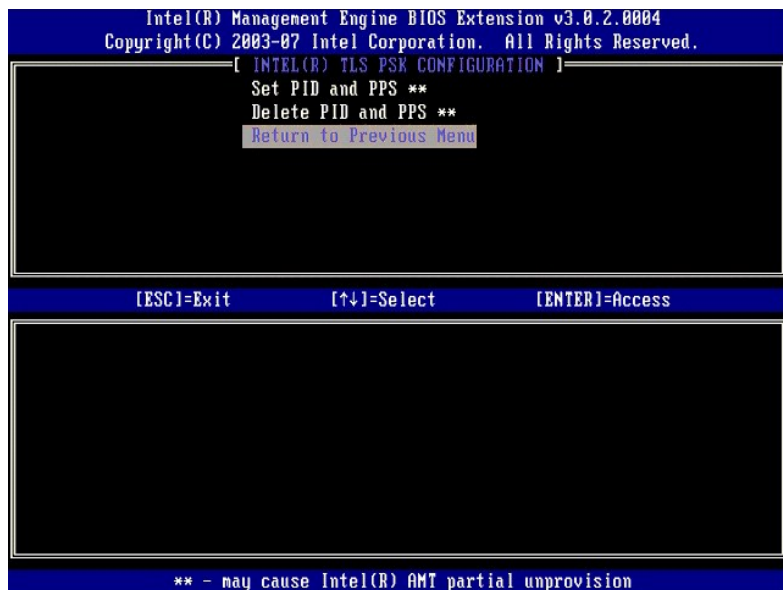 Intel(R) Management Engine BIOS Extension v3.0.2.0004
Copyright(C) 2003-07 Intel Corporation. All Rights Reserved.
[ INTEL(R) TLS PSK CONFIGURATION ]
Set PID and PPS **
Delete PID and PPS **
Return to Previous Menu
[ESC]=Exit [↑↓]=Select [ENTER]=Access
** - may cause Intel(R) AMT partial unprovision